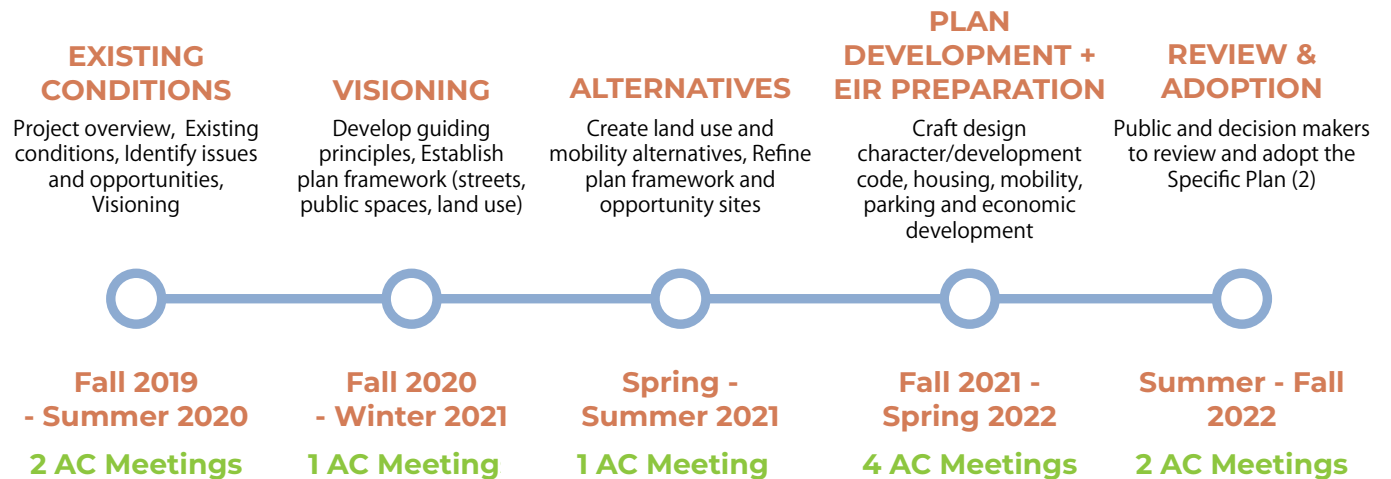 EXISTING
CONDITIONS
Project overview, Existing
conditions, Identify issues
and opportunities,
Visioning
Fall 2019
- Summer 2020
2 AC Meetings
VISIONING
Develop guiding
principles, Establish
plan framework (streets,
public spaces, land use)
Fall 2020
- Winter 2021
1 AC Meeting
ALTERNATIVES
Create land use and
mobility alternatives, Refine
plan framework and
opportunity sites
Spring -
Summer 2021
1 AC Meeting
PLAN
DEVELOPMENT +
EIR PREPARATION
Craft design
character/development
code, housing, mobility,
parking and economic
development
Fall 2021 -
Spring 2022
4 AC Meetings
REVIEW &
ADOPTION
Public and decision makers
to review and adopt the
Specific Plan (2)
Summer - Fall
2022
2 AC Meetings